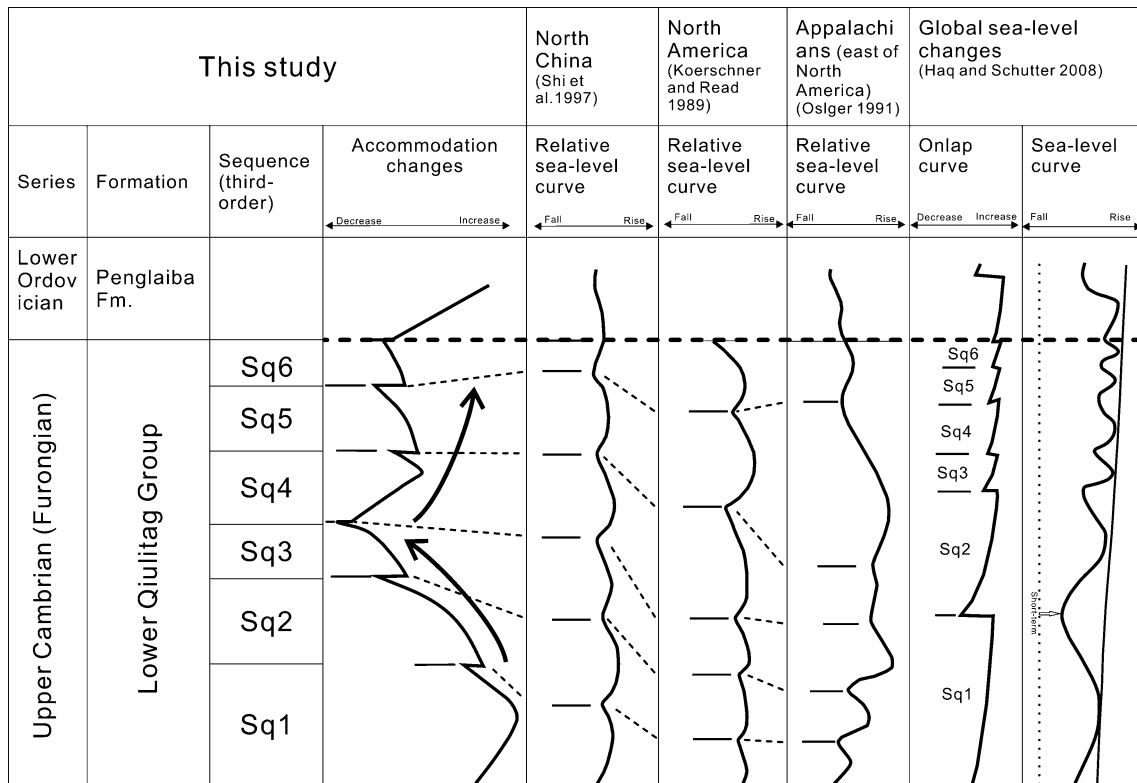 This study
North
China
(Shi et
al.1997)
North
America
(Koerschner
and Read
1989)
Appalachi
ans (east of
North
America)
(Oslger 1991)
Global sea-level
changes
(Haq and Schutter 2008)
Series
Formation
Sequence
(third-
order)
Accommodation
changes
Decrease
Increase
Relative
sea-level
curve
Fall
Rise
Relative
sea-level
curve
Fall
Rise
Relative
sea-level
curve
Fall
Rise
Onlap
curve
Decrease
Increase
Sea-level
curve
Fall
Rise
Lower
Ordov
ician
Penglaiba
Fm.
Upper Cambrian (Furongian)
Lower Qiulitag Group
Sq6
Sq5
Sq4
Sq3
Sq2
Sq1
Sq6
Sq5
Sq4
Sq3
Sq2
Sq1
Short-term